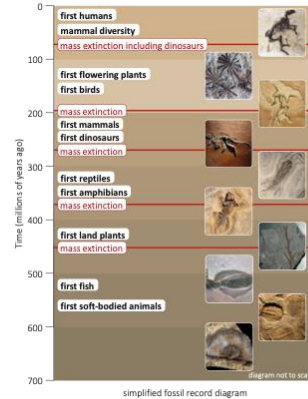 0
first humans
mammal diversity
mass extinction including dinosaurs
100
first flowering plants
first birds
200
mass extinction
first mammals
first dinosaurs
mass extinction
300
first reptiles
first amphibians
mass extinction
400
first land plants
mass extinction
500
first fish
first soft-bodied animals
600
700
Time (millions of years ago)
diagram not to sca
simplified fossil record diagram